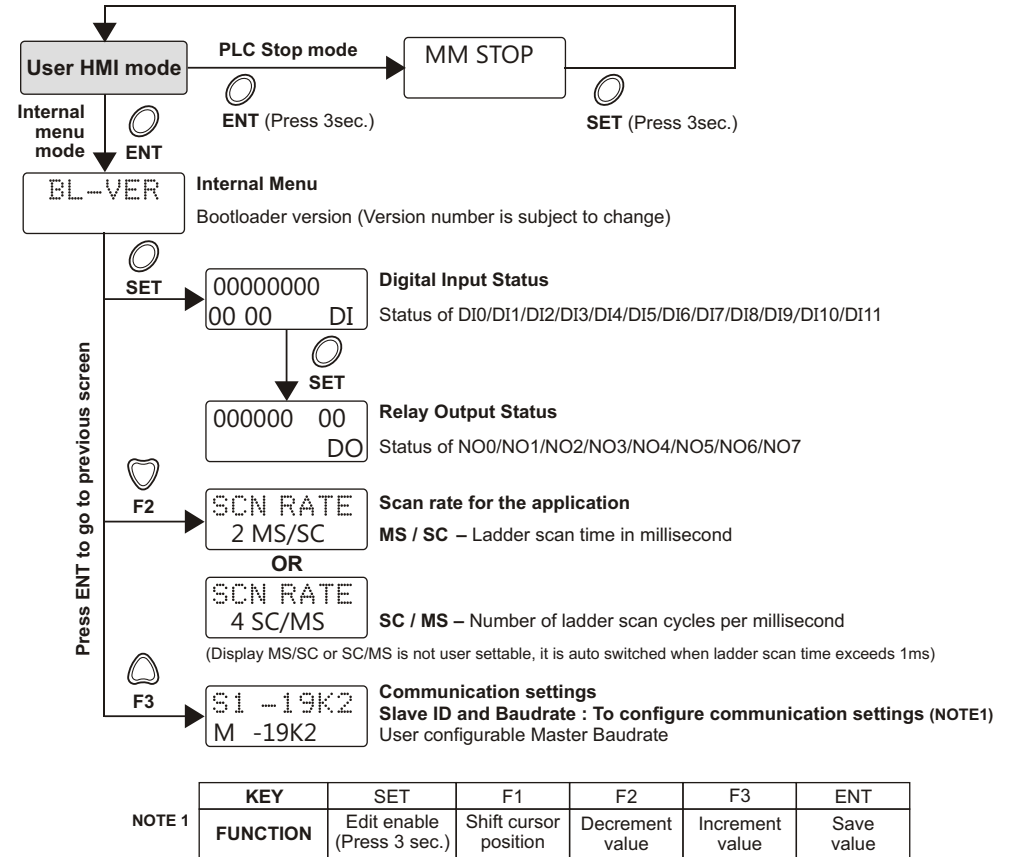 User HMI mode
PLC Stop mode
ENT (Press 3sec.)
MM STOP
SET (Press 3sec.)
Internal
menu
mode
ENT
BL-VER
Internal Menu
Bootloader version (Version number is subject to change)
SET
00000000
00 00 DI
Digital Input Status
Status of DI0/DI1/DI2/DI3/DI4/DI5/DI6/DI7/DI8/DI9/DI10/DI11
SET
000000 00
DO
Relay Output Status
Status of NO0/NO1/NO2/NO3/NO4/NO5/NO6/NO7
Press ENT to go to previous screen
F2
SCN RATE
2 MS/SC
Scan rate for the application
MS / SC – Ladder scan time in millisecond
OR
SCN RATE
4 SC/MS
SC / MS – Number of ladder scan cycles per millisecond
(Display MS/SC or SC/MS is not user settable, it is auto switched when ladder scan time exceeds 1ms)
F3
S1 -19K2
M -19K2
Communication settings
Slave ID and Baudrate : To configure communication settings (NOTE1)
User configurable Master Baudrate
NOTE 1
KEY SET F1 F2 F3 ENT
FUNCTION Edit enable (Press 3 sec.) Shift cursor position Decrement value Increment value Save value